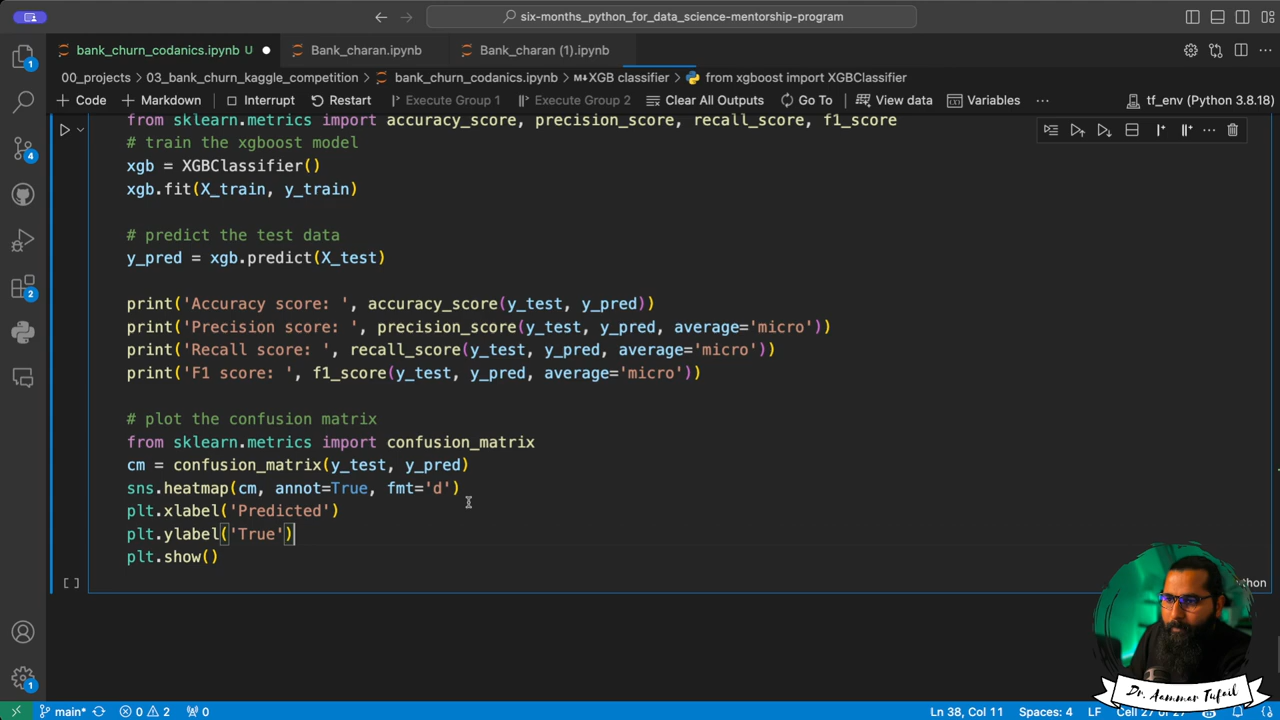 six-months_python_for_data_science-mentorship-program
bank_churn_codanics.ipynb U
Bank_charan.ipynb
Bank_charan (1).ipynb
00_projects > 03_bank_churn_kaggle_competition > bank_churn_codanics.ipynb > M↓XGB classifier > from xgboost import XGBClassifier
+ Code + Markdown Interrupt Restart Execute Group 1 Execute Group 2 Clear All Outputs Go To View data Variables ... tf_env (Python 3.8.18)
from sklearn.metrics import accuracy_score, precision_score, recall_score, f1_score
# train the xgboost model
xgb = XGBClassifier()
xgb.fit(X_train, y_train)
# predict the test data
y_pred = xgb.predict(X_test)
print('Accuracy score: ', accuracy_score(y_test, y_pred))
print('Precision score: ', precision_score(y_test, y_pred, average='micro'))
print('Recall score: ', recall_score(y_test, y_pred, average='micro'))
print('F1 score: ', f1_score(y_test, y_pred, average='micro'))
# plot the confusion matrix
from sklearn.metrics import confusion_matrix
cm = confusion_matrix(y_test, y_pred)
sns.heatmap(cm, annot=True, fmt='d')
plt.xlabel('Predicted')
plt.ylabel('True')
plt.show()
[ ]
1
4
2
1
Dr. Aammar Tufail
main* 0 2 0 Ln 38, Col 11 Spaces: 4 LF Cell 27 of 27